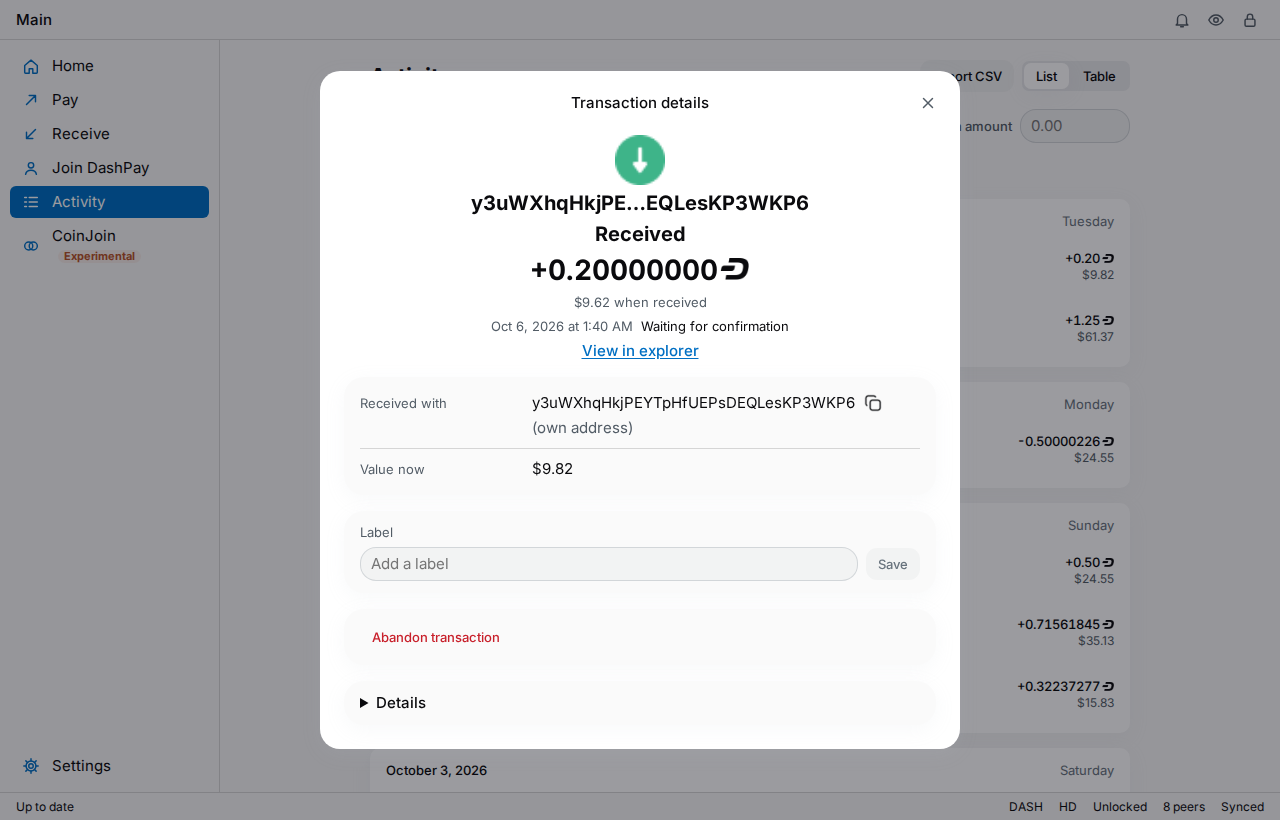 Main
Home
Pay
Receive
Join DashPay
Activity
CoinJoin
Experimental
Settings
List
Table
CSV
amount
0.00
Transaction details
y3uWXhqHkjPE...EQLesKP3WKP6
Received
+0.20000000
$9.62 when received
Oct 6, 2026 at 1:40 AM Waiting for confirmation
View in explorer
Received with
y3uWXhqHkjPEYTpHfUEPsDEQLesKP3WKP6
(own address)
Value now
$9.82
Label
Add a label
Save
Abandon transaction
Details
Tuesday
+0.20
$9.82
+1.25
$61.37
Monday
-0.50000226
$24.55
Sunday
+0.50
$24.55
+0.71561845
$35.13
+0.32237277
$15.83
October 3, 2026
Saturday
Up to date
DASH
HD
Unlocked
8 peers
Synced